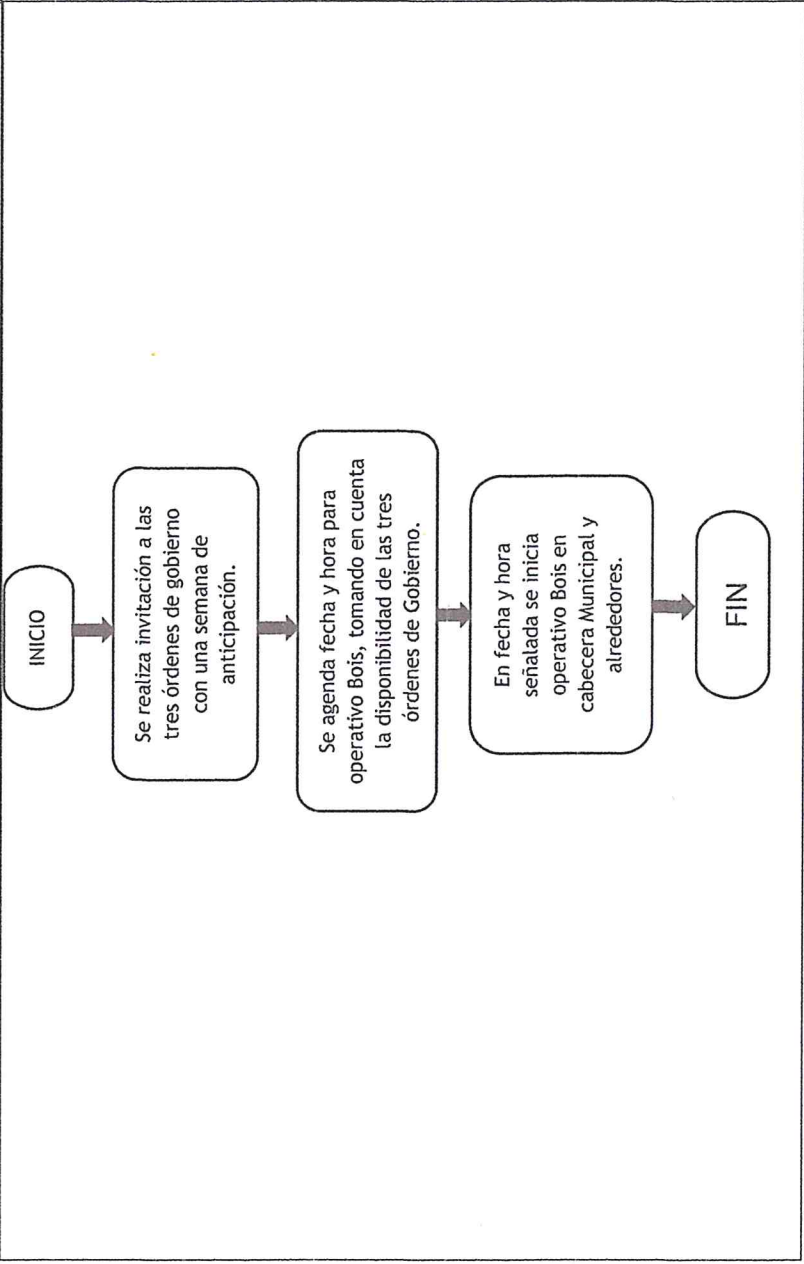 INICIO
Se realiza invitación a las
tres órdenes de gobierno
con una semana de
anticipación.
Se agenda fecha y hora para
operativo Bois, tomando en cuenta
la disponibilidad de las tres
órdenes de Gobierno.
En fecha y hora
señalada se inicia
operativo Bois en
cabecera Municipal y
alrededores.
FIN